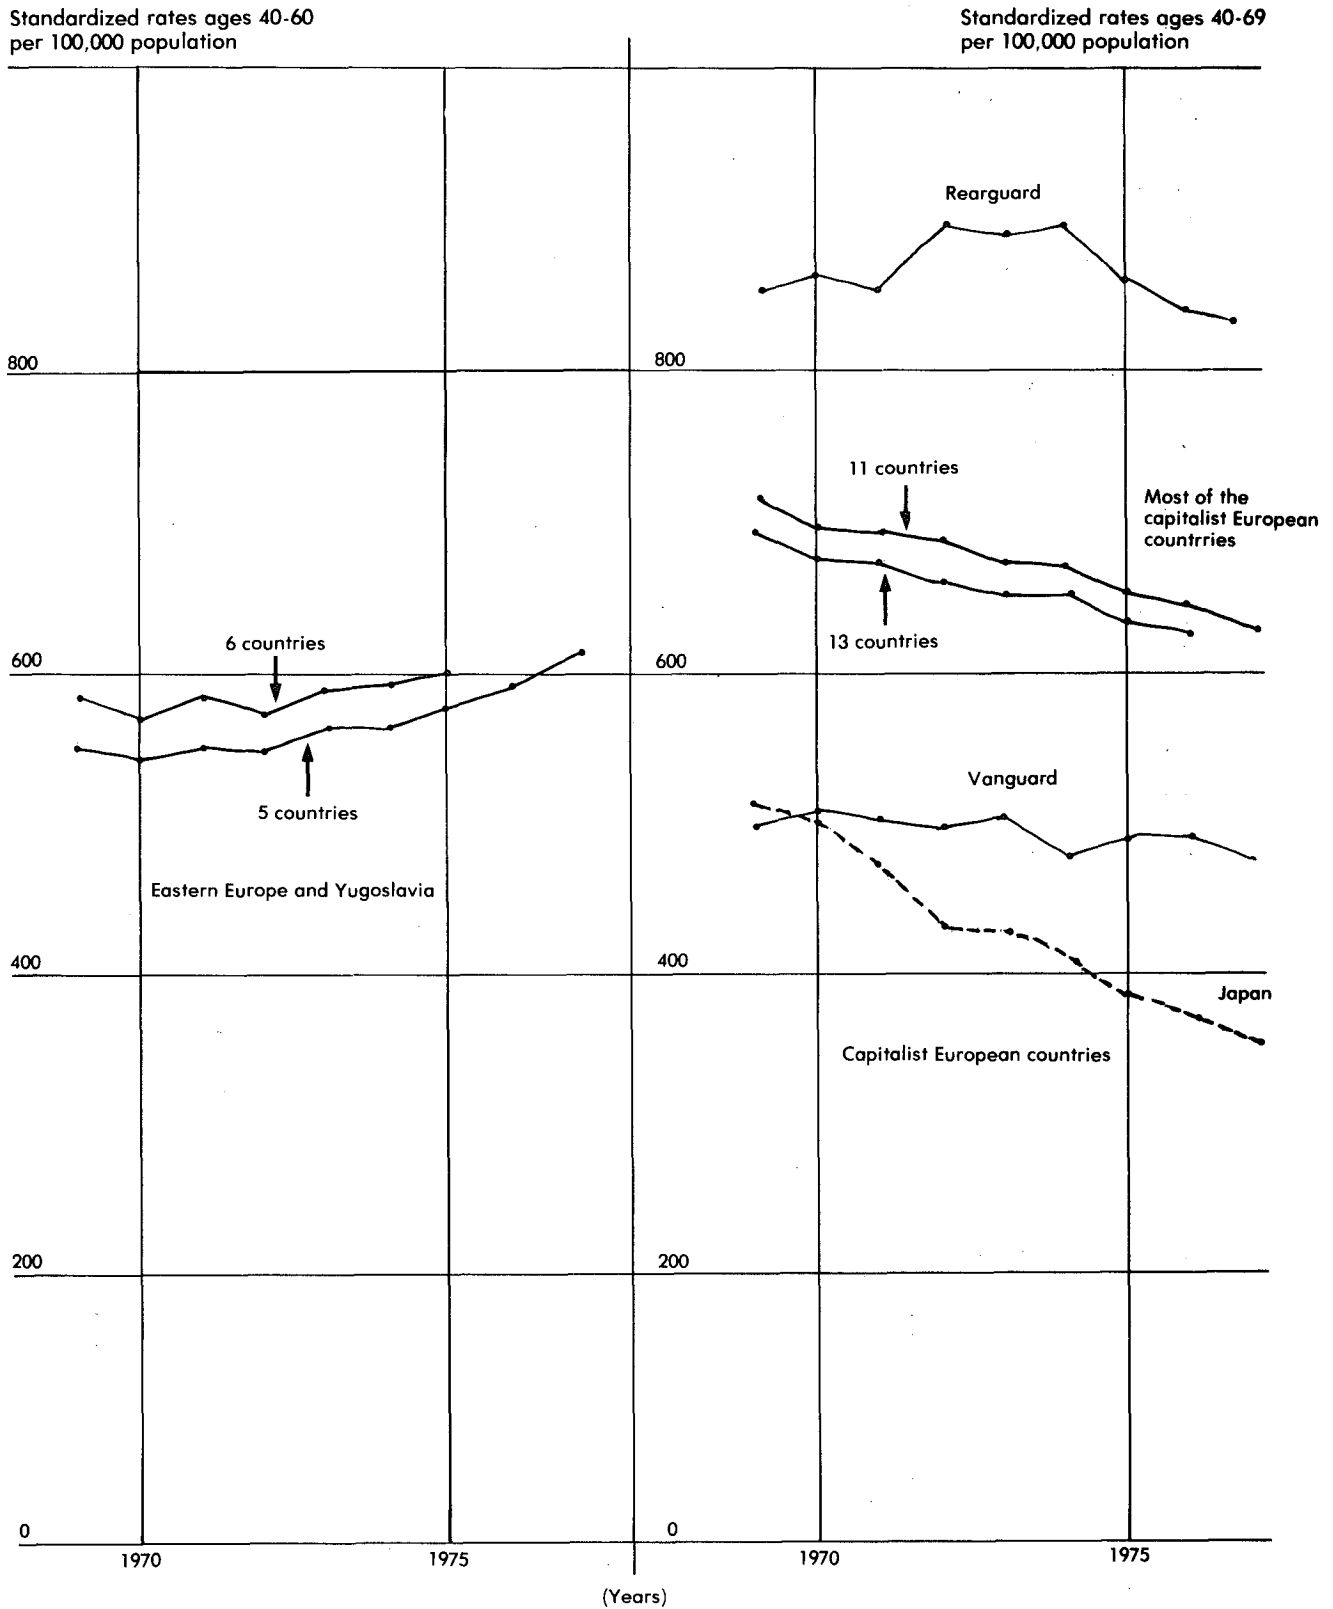 Standardized rates ages 40-60
per 100,000 population
Standardized rates ages 40-69
per 100,000 population
Rearguard
800
800
11 countries
Most of the
capitalist European
countrries
13 countries
6 countries
600
600
Vanguard
5 countries
Eastern Europe and Yugoslavia
400
400
Japan
Capitalist European countries
200
200
0
0
1970
1975
1970
1975
(Years)